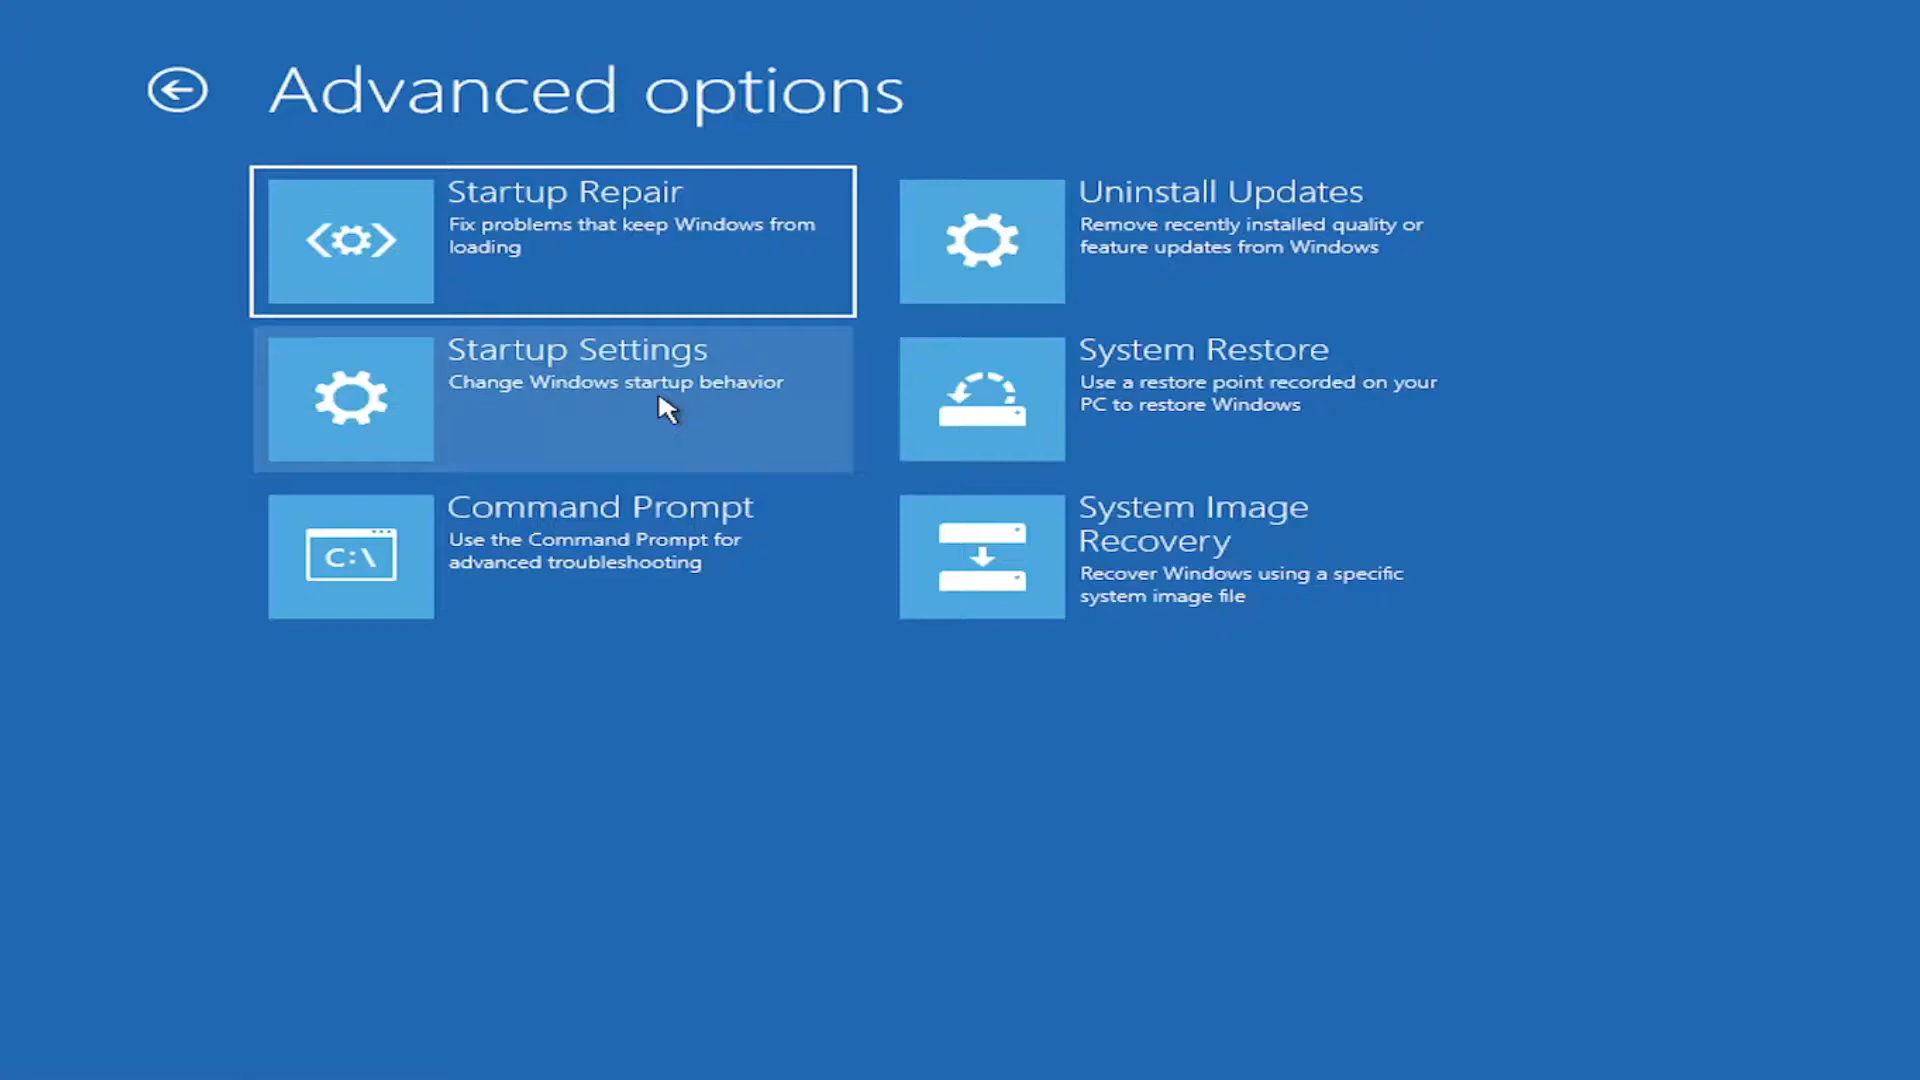 Advanced options
Startup Repair
Fix problems that keep Windows from
loading
Uninstall Updates
Remove recently installed quality or
feature updates from Windows
Startup Settings
Change Windows startup behavior
System Restore
Use a restore point recorded on your
PC to restore Windows
C:\
Command Prompt
Use the Command Prompt for
advanced troubleshooting
System Image
Recovery
Recover Windows using a specific
system image file